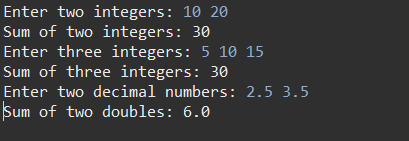 Enter two integers: 10 20
Sum of two integers: 30
Enter three integers: 5 10 15
Sum of three integers: 30
Enter two decimal numbers: 2.5 3.5
Sum of two doubles: 6.0